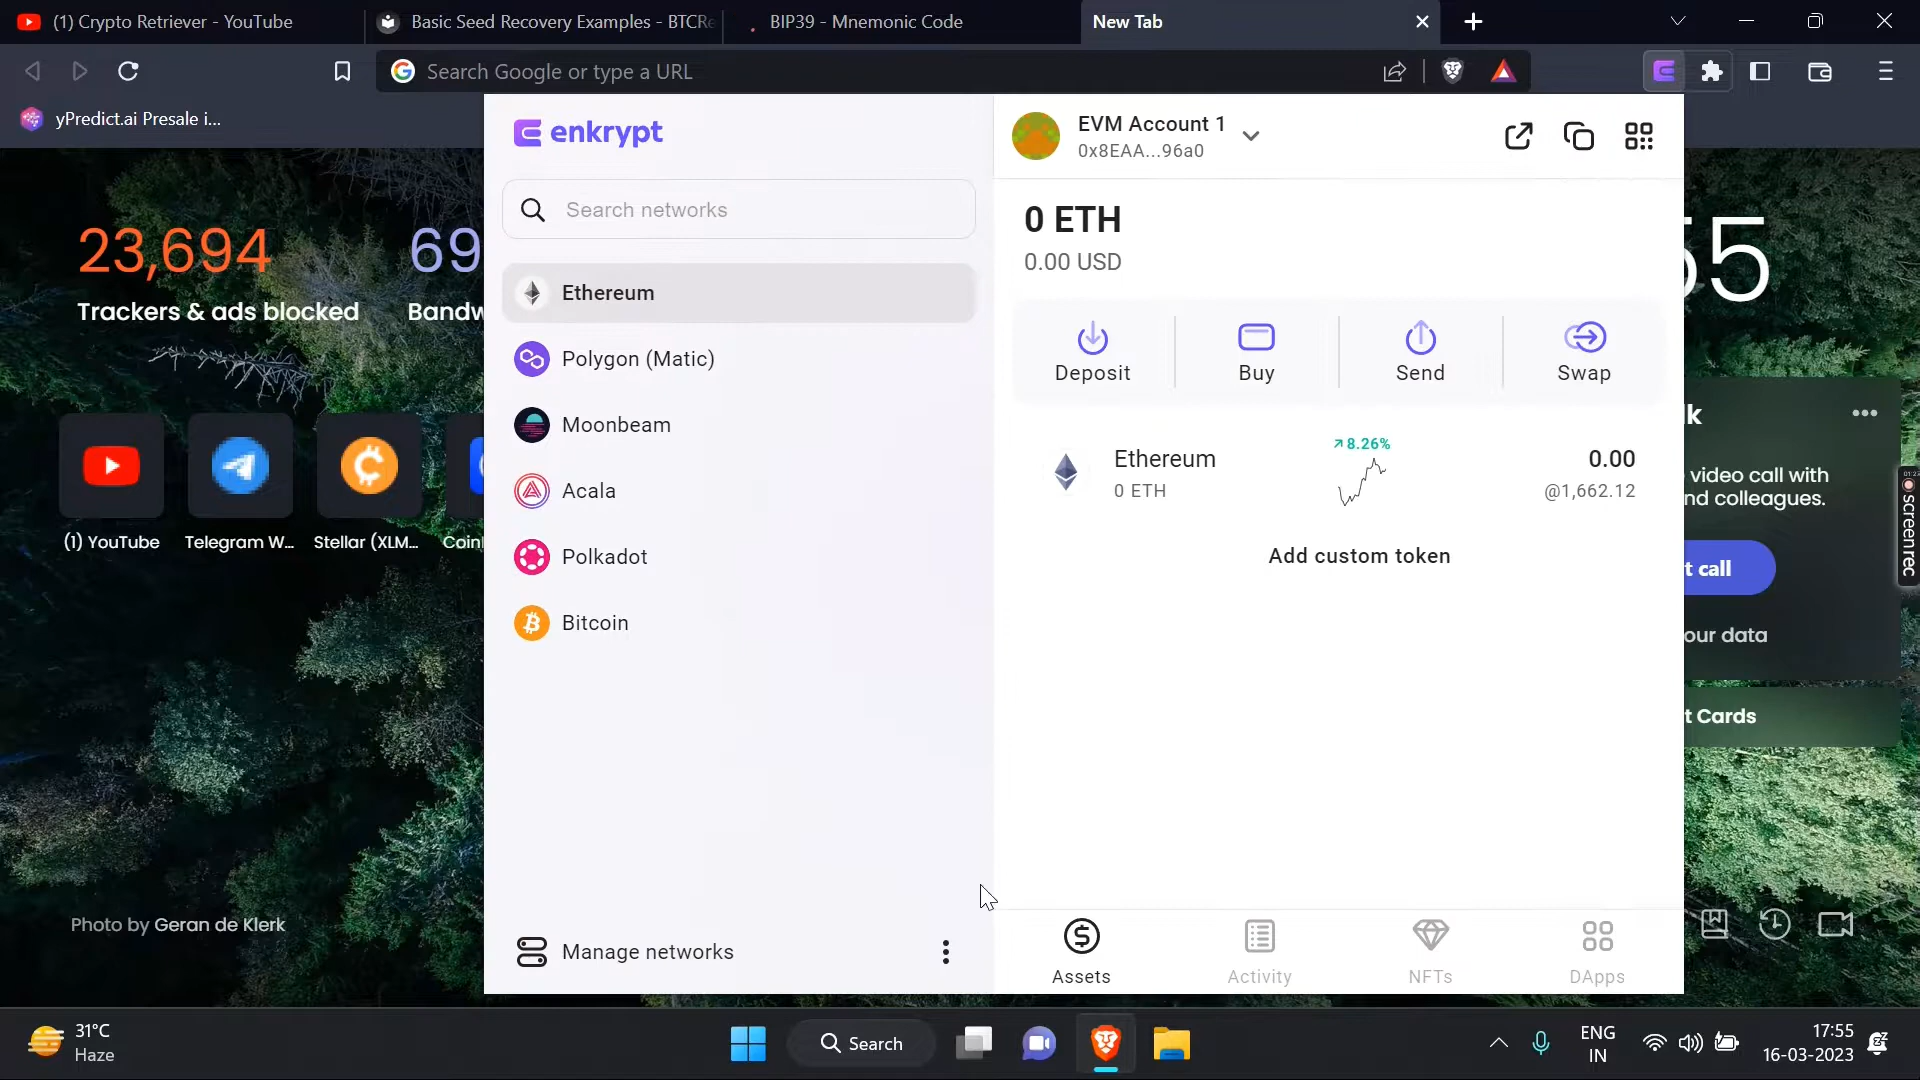 (1) Crypto Retriever - YouTube
Basic Seed Recovery Examples - BTCRe
BIP39 - Mnemonic Code
New Tab
Search Google or type a URL
yPredict.ai Presale i...
23,694
Trackers & ads blocked
69
Bandw
(1) YouTube
Telegram W...
Stellar (XLM...
Coin
Photo by Geran de Klerk
enkrypt
Search networks
Ethereum
Polygon (Matic)
Moonbeam
Acala
Polkadot
Bitcoin
Manage networks
EVM Account 1
0x8EAA...96a0
0 ETH
0.00 USD
Deposit
Buy
Send
Swap
Ethereum
0 ETH
8.26%
0.00
@1,662.12
Add custom token
Assets
Activity
NFTs
DApps
55
lk
video call with
nd colleagues.
t call
our data
t Cards
screenrec
31°C
Haze
Search
ENG
IN
17:55
16-03-2023